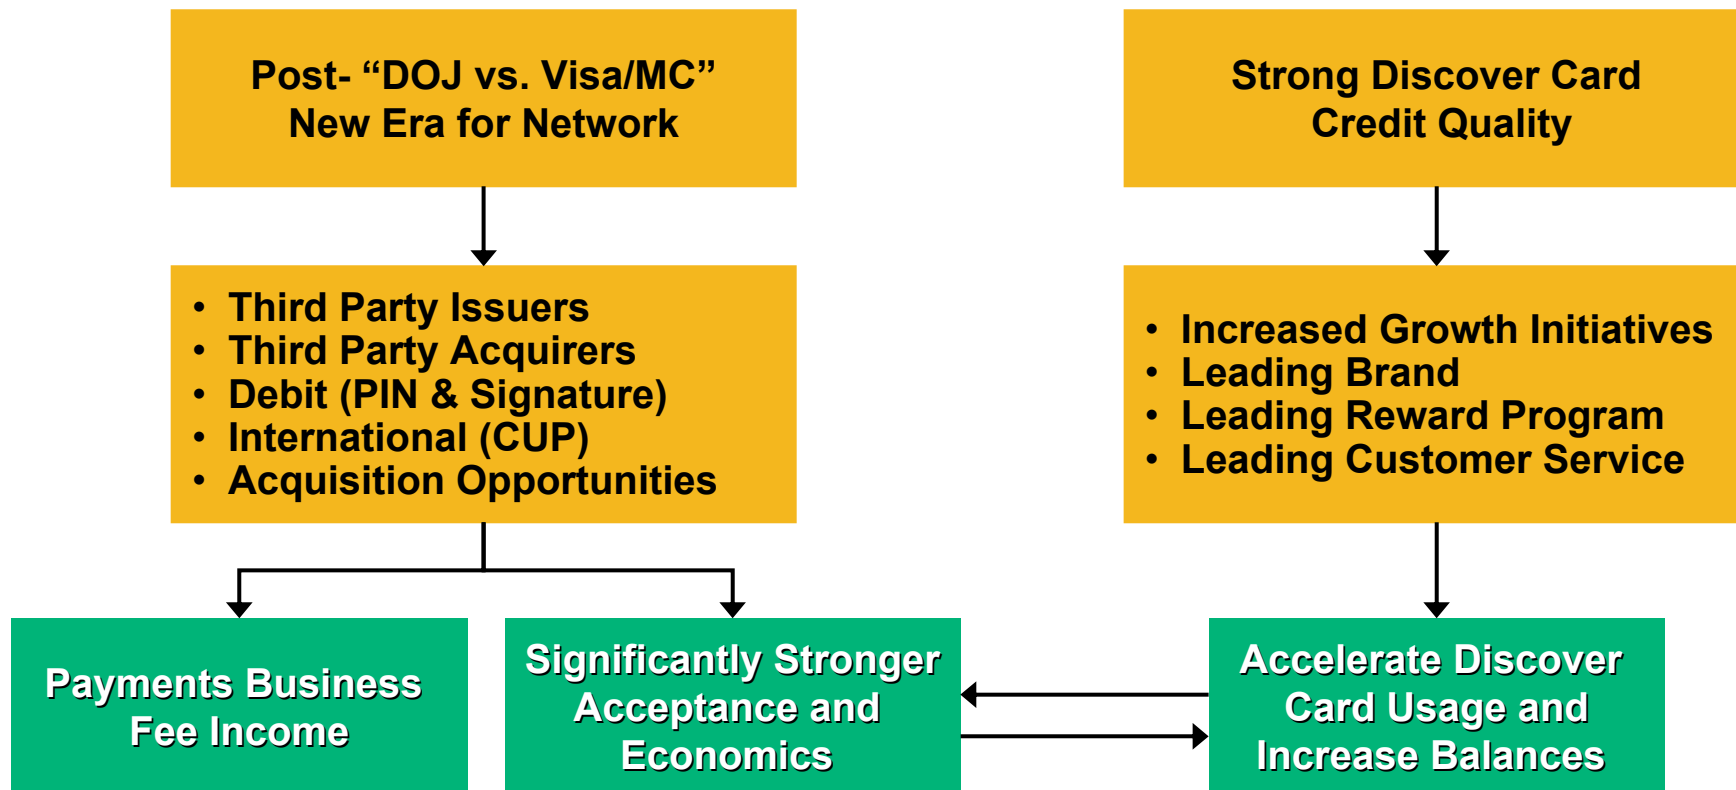 Post- “DOJ vs. Visa/MC”
New Era for Network
Strong Discover Card
Credit Quality
• Third Party Issuers
• Third Party Acquirers
• Debit (PIN & Signature)
• International (CUP)
• Acquisition Opportunities
• Increased Growth Initiatives
• Leading Brand
• Leading Reward Program
• Leading Customer Service
Payments Business
Fee Income
Significantly Stronger
Acceptance and
Economics
Accelerate Discover
Card Usage and
Increase Balances